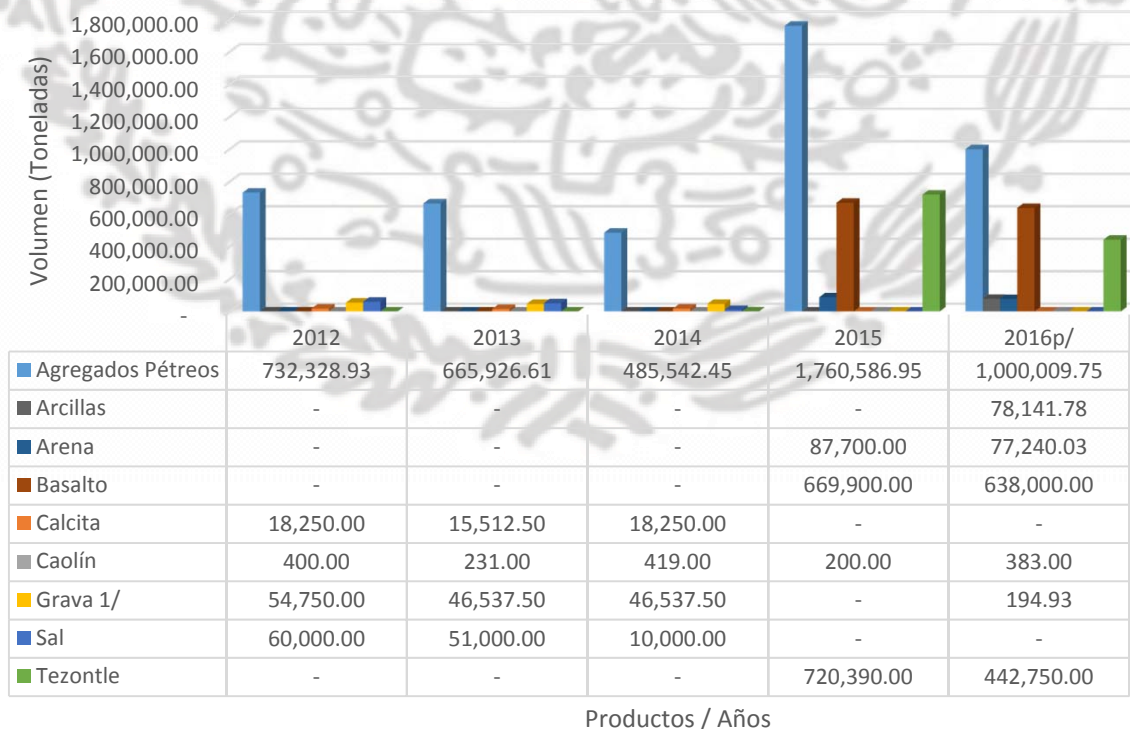 Volumen (Toneladas)
1,800,000.00
1,600,000.00
1,400,000.00
1,200,000.00
1,000,000.00
800,000.00
600,000.00
400,000.00
200,000.00
-
2012 2013 2014 2015 2016p/
Agregados Pétreos 732,328.93 665,926.61 485,542.45 1,760,586.95 1,000,009.75
Arcillas - - - - 78,141.78
Arena - - - 87,700.00 77,240.03
Basalto - - - 669,900.00 638,000.00
Calcita 18,250.00 15,512.50 18,250.00 - -
Caolín 400.00 231.00 419.00 200.00 383.00
Grava 1/ 54,750.00 46,537.50 46,537.50 - 194.93
Sal 60,000.00 51,000.00 10,000.00 - -
Tezontle - - - 720,390.00 442,750.00
Productos / Años